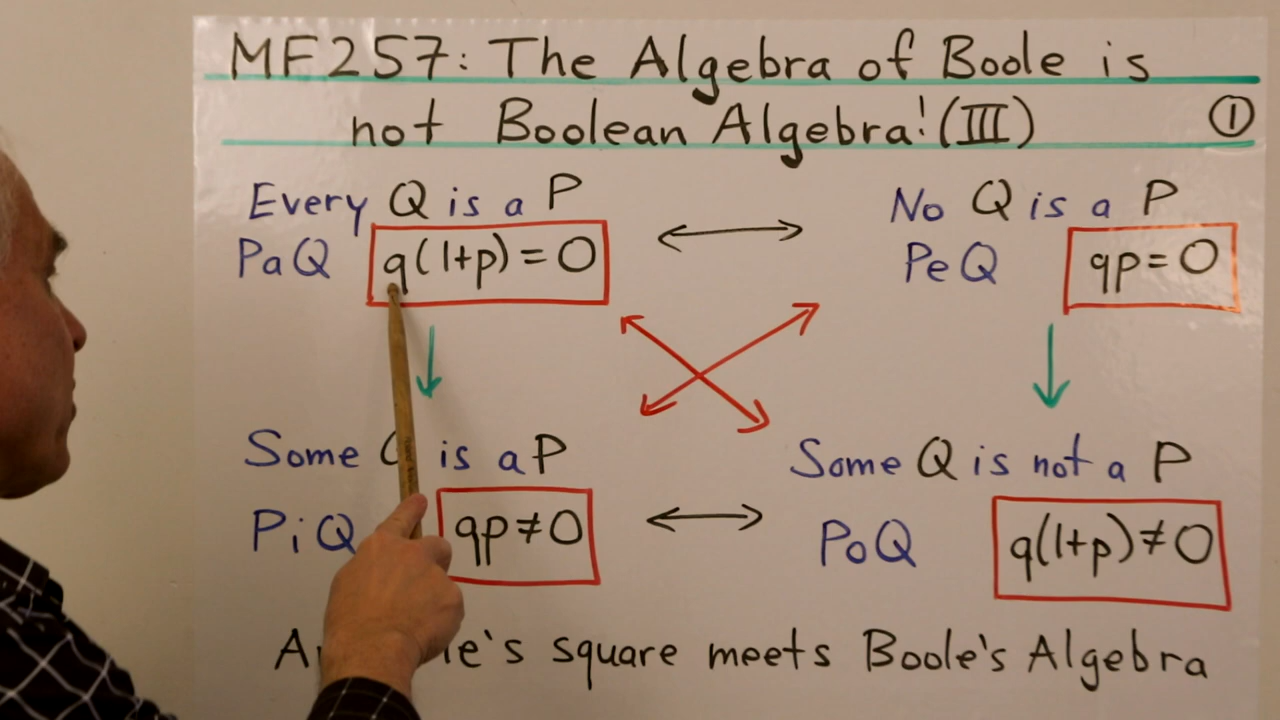 MF257: The Algebra of Boole is
not Boolean Algebra! (III) ①
Every Q is a P
PaQ q(1+p) = 0
No Q is a P
PeQ qp = 0
Some Q is a P
PiQ qp ≠ 0
Some Q is not a P
PoQ q(1+p) ≠ 0
square meets Boole's Algebra